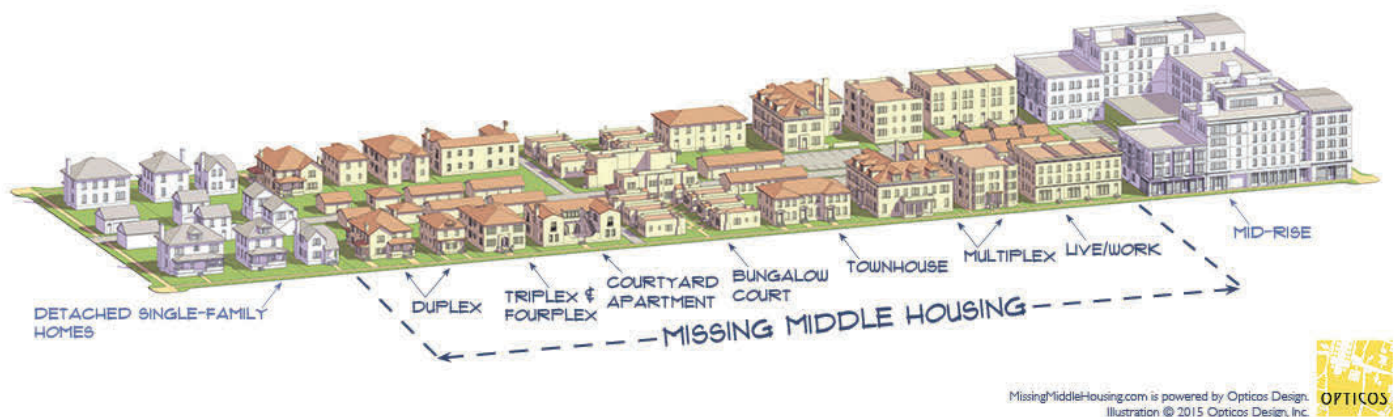 DETACHED SINGLE-FAMILY
HOMES
DUPLEX
TRIPLEX &
FOURPLEX
COURTYARD
APARTMENT
BUNGALOW
COURT
TOWNHOUSE
MULTIPLEX
LIVE/WORK
MID-RISE
MISSING MIDDLE HOUSING
MissingMiddleHousing.com is powered by Opticos Design.
Illustration © 2015 Opticos Design, Inc.
OPTICOS